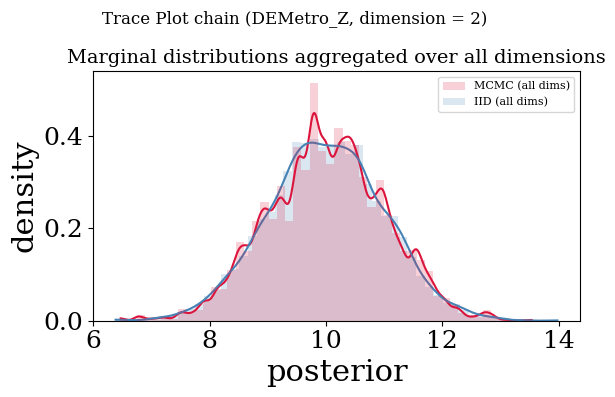 Trace Plot chain (DEMetro_Z, dimension = 2)
Marginal distributions aggregated over all dimensions
MCMC (all dims)
IID (all dims)
density
0.4
0.2
0.0
6 8 10 12 14
posterior